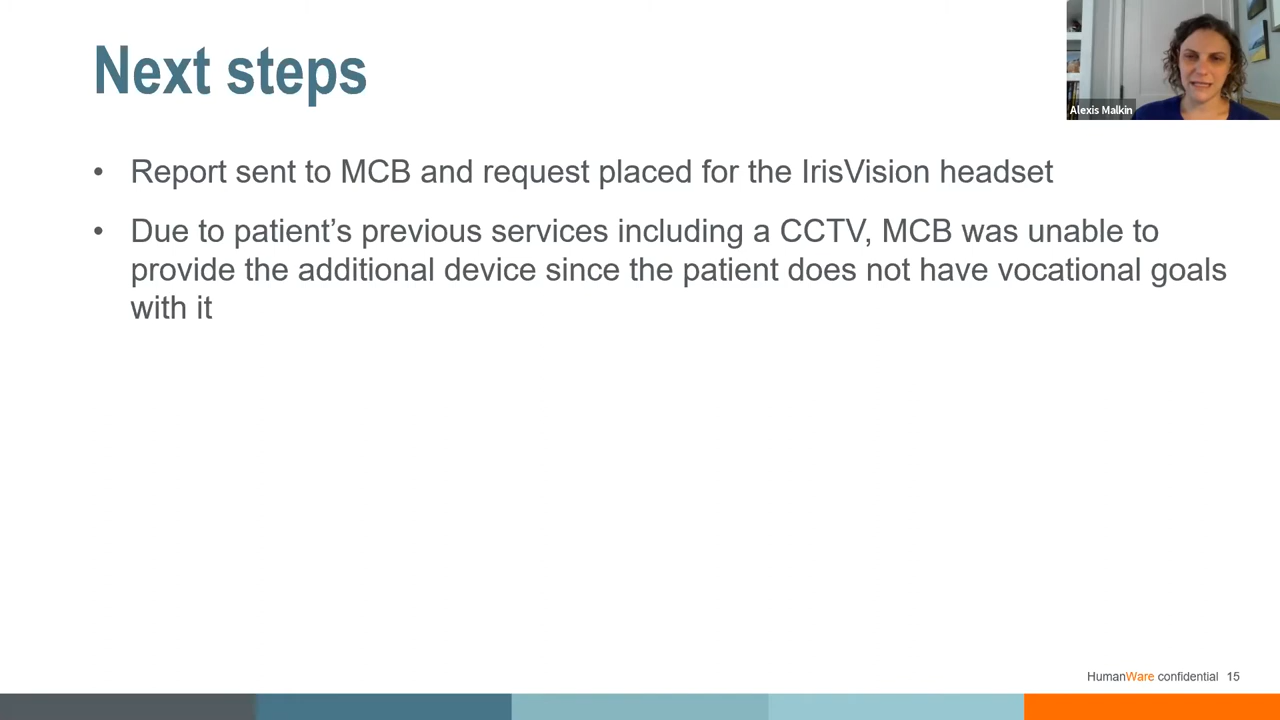 Next steps
Alexis Malkin
• Report sent to MCB and request placed for the IrisVision headset
• Due to patient’s previous services including a CCTV, MCB was unable to
provide the additional device since the patient does not have vocational goals
with it
HumanWare confidential 15